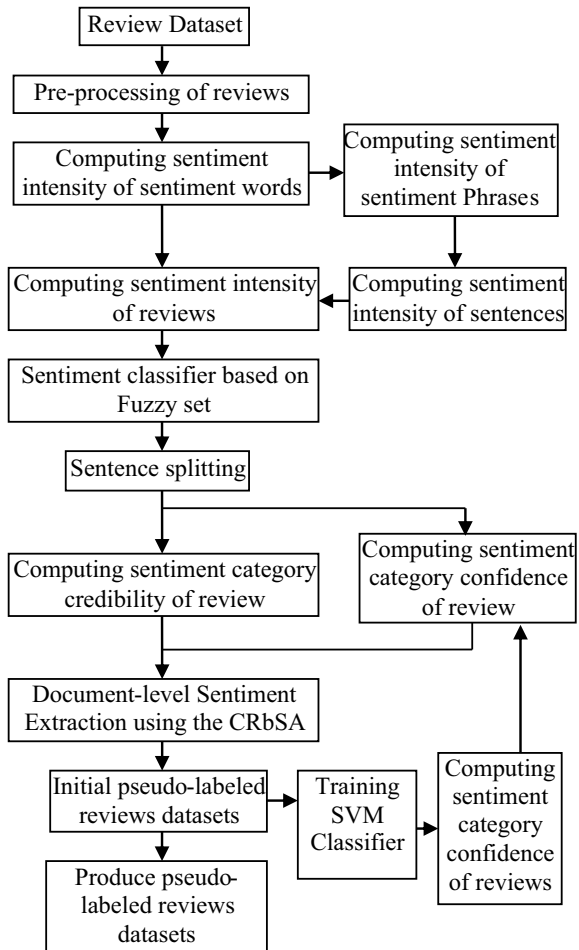 Review Dataset
Pre-processing of reviews
Computing sentiment
intensity of sentiment words
Computing sentiment
intensity of
sentiment Phrases
Computing sentiment intensity
of reviews
Computing sentiment
intensity of sentences
Sentiment classifier based on
Fuzzy set
Sentence splitting
Computing sentiment category
credibility of review
Computing sentiment
category confidence
of review
Document-level Sentiment
Extraction using the CRbSA
Initial pseudo-labeled
reviews datasets
Training
SVM
Classifier
Computing
sentiment
category
confidence
of reviews
Produce pseudo-
labeled reviews
datasets